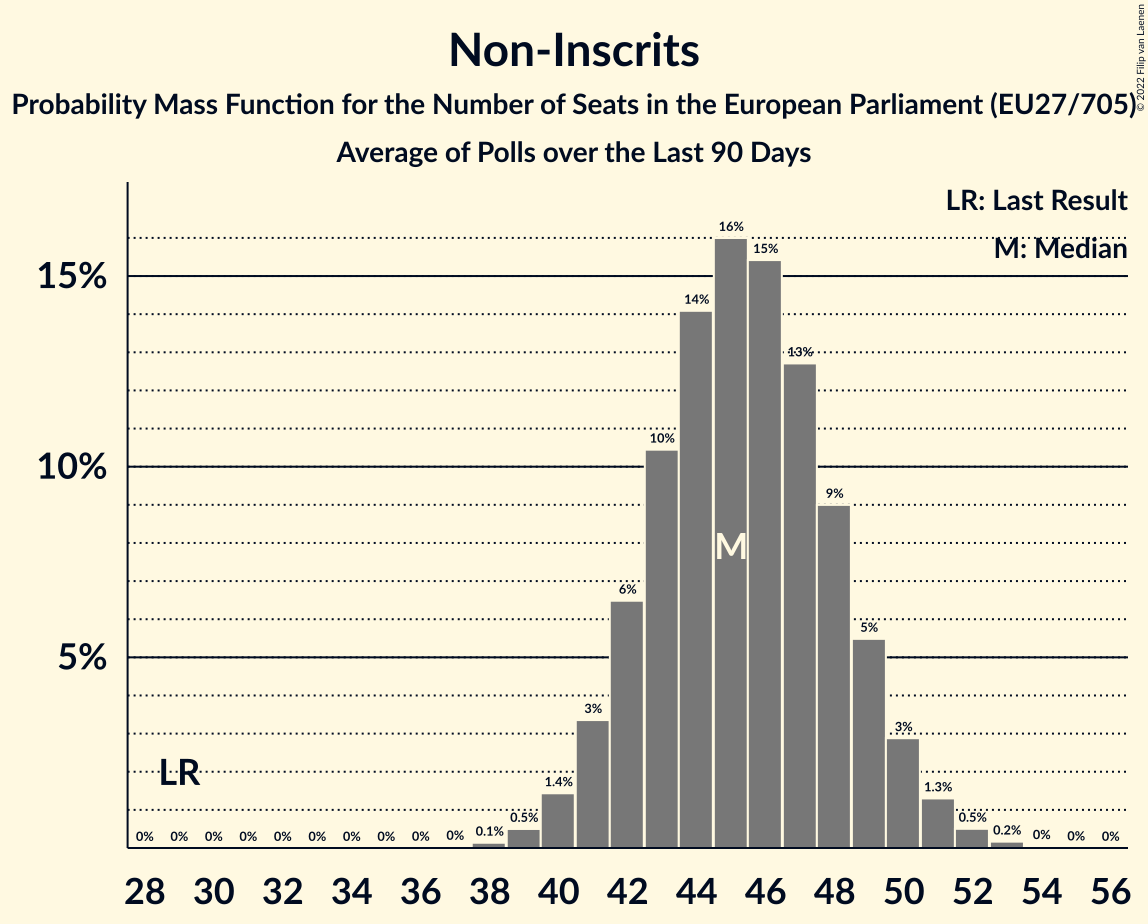 Non-Inscrits
Probability Mass Function for the Number of Seats in the European Parliament (EU27/705)
Average of Polls over the Last 90 Days
© 2022 Filip van Laenen
LR: Last Result
M: Median
16%
15%
15%
14%
13%
10%
10%
9%
M
6%
5%
5%
3%
3%
LR
1.4%
1.3%
0% 0% 0% 0% 0% 0% 0% 0% 0% 0% 0.1% 0.5% 0.5% 0.2% 0% 0% 0%
28 30 32 34 36 38 40 42 44 46 48 50 52 54 56